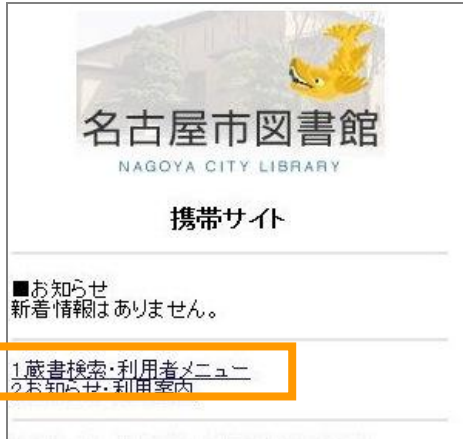 名古屋市図書館
NAGOYA CITY LIBRARY
携帯サイト
■お知らせ
新着情報はありません。
1蔵書検索・利用者メニュー
2お知らせ・利用案内